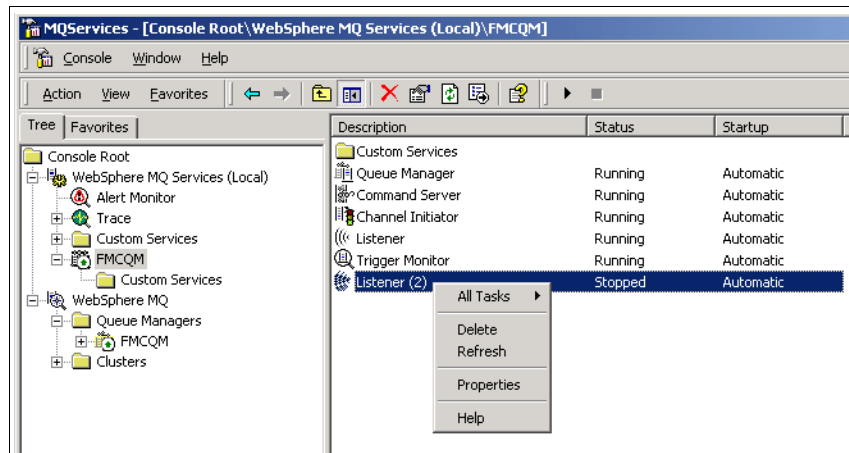 MQServices - [Console Root\WebSphere MQ Services (Local)\FMCQM]
Console Window Help
Action View Favorites
Tree Favorites
Console Root
WebSphere MQ Services (Local)
Alert Monitor
Trace
Custom Services
FMCQM
Custom Services
WebSphere MQ
Queue Managers
FMCQM
Clusters
Description Status Startup
Custom Services
Queue Manager Running Automatic
Command Server Running Automatic
Channel Initiator Running Automatic
Listener Running Automatic
Trigger Monitor Running Automatic
Listener (2) Stopped Automatic
All Tasks
Delete
Refresh
Properties
Help